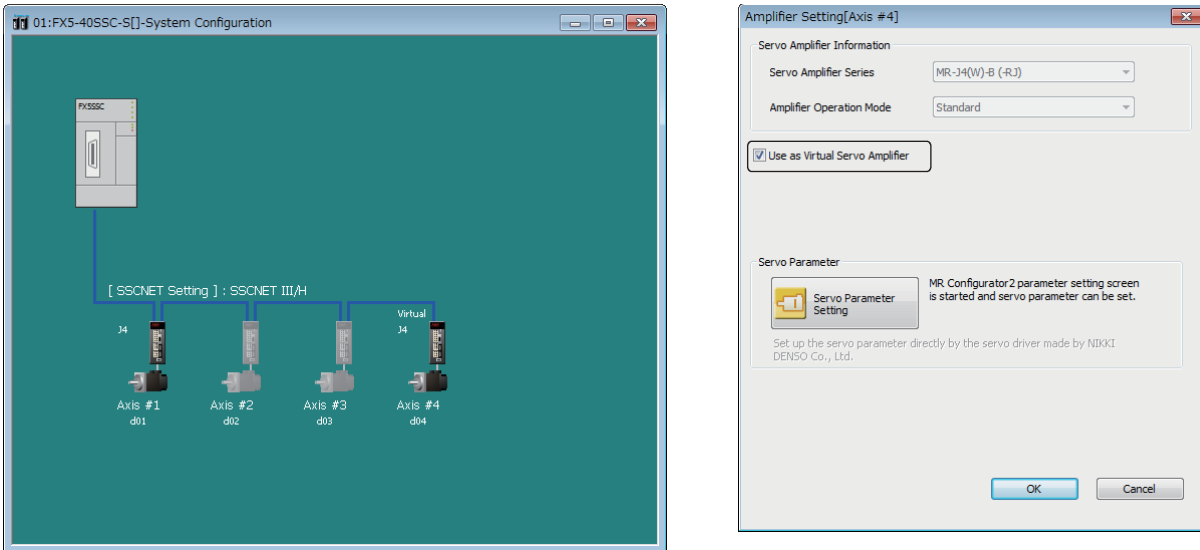 01:FX5-40SSC-S[]-System Configuration
FX5SSC
[ SSCNET Setting ] : SSCNET III/H
Virtual
J4
J4
Axis #1
Axis #2
Axis #3
Axis #4
d01
d02
d03
d04
Amplifier Setting[Axis #4]
Servo Amplifier Information
Servo Amplifier Series
MR-J4(W)-B (-RJ)
Amplifier Operation Mode
Standard
Use as Virtual Servo Amplifier
Servo Parameter
Servo Parameter
Setting
MR Configurator2 parameter setting screen
is started and servo parameter can be set.
Set up the servo parameter directly by the servo driver made by NIKKI
DENSO Co., Ltd.
OK
Cancel